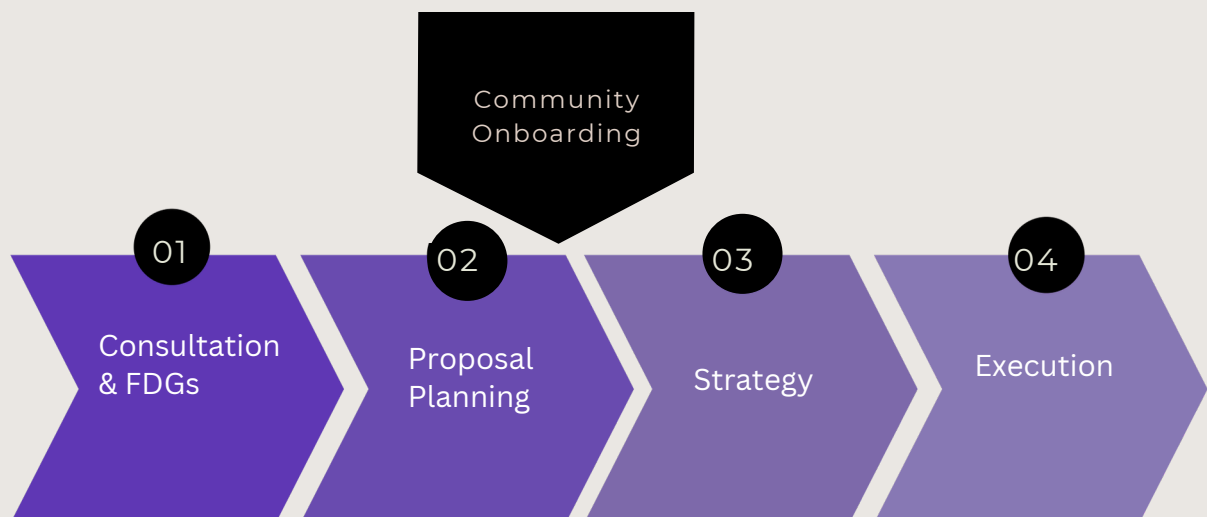 Community
Onboarding
01
Consultation
& FDGs
02
Proposal
Planning
03
Strategy
04
Execution